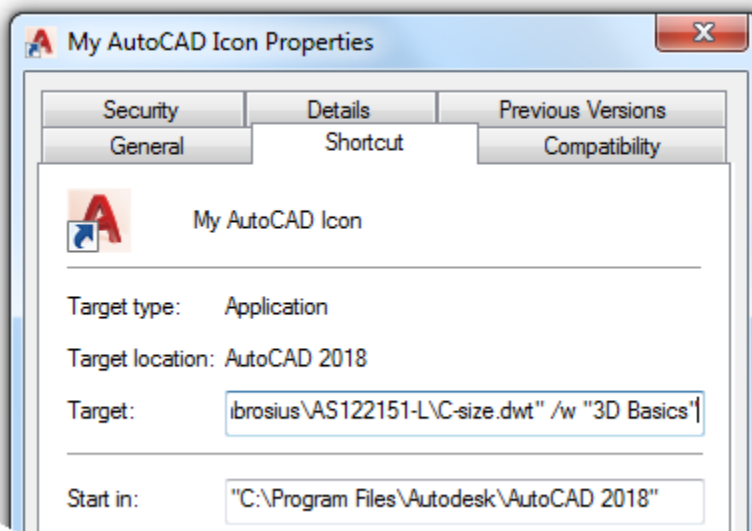 My AutoCAD Icon Properties
Security Details Previous Versions
General Shortcut Compatibility
My AutoCAD Icon
Target type: Application
Target location: AutoCAD 2018
Target: ıbrosius\AS122151-L\C-size.dwt" /w "3D Basics"
Start in: "C:\Program Files\Autodesk\AutoCAD 2018"